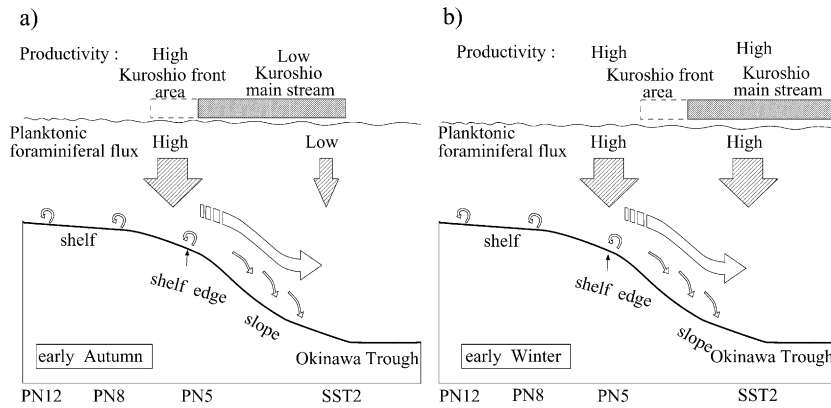 a)
Productivity : High Low
Kuroshio front area Kuroshio main stream
Planktonic foraminiferal flux High Low
shelf
shelf edge
slope
early Autumn
Okinawa Trough
PN12 PN8 PN5 SST2
b)
Productivity : High High
Kuroshio front area Kuroshio main stream
Planktonic foraminiferal flux High High
shelf
shelf edge
slope
early Winter
Okinawa Trough
PN12 PN8 PN5 SST2